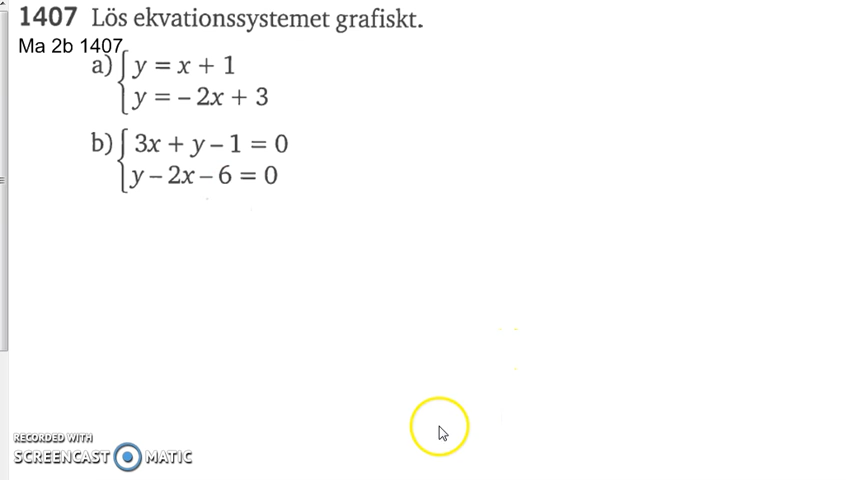 1407 Lös ekvationssystemet grafiskt.
Ma 2b 1407
a) { y = x + 1
y = – 2x + 3
b) { 3x + y – 1 = 0
y – 2x – 6 = 0
RECORDED WITH
SCREENCAST MATIC